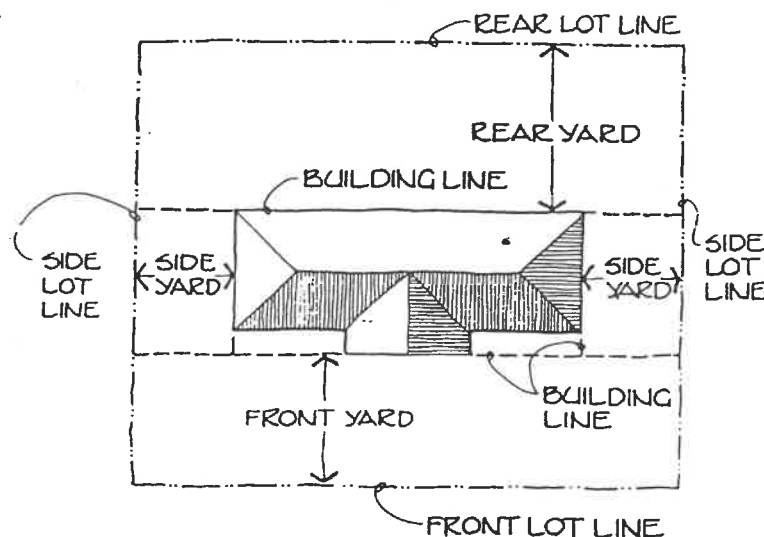 REAR LOT LINE
REAR YARD
BUILDING LINE
SIDE
LOT
LINE
SIDE
YARD
SIDE
YARD
SIDE
LOT
LINE
BUILDING
LINE
FRONT YARD
FRONT LOT LINE